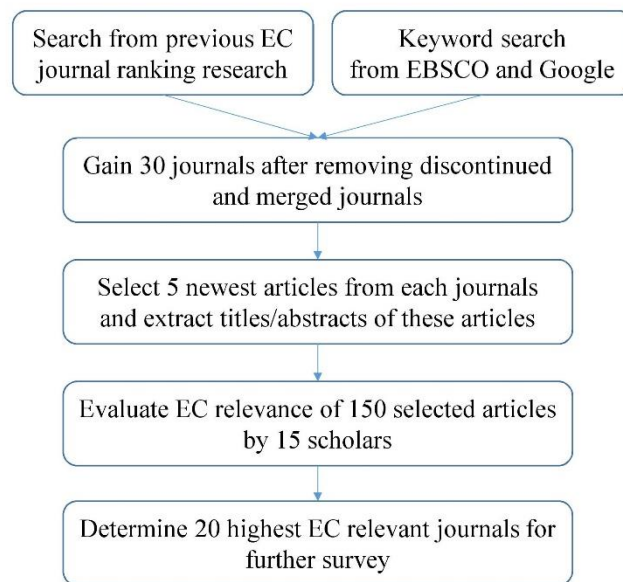 Search from previous EC
journal ranking research
Keyword search
from EBSCO and Google
Gain 30 journals after removing discontinued
and merged journals
Select 5 newest articles from each journals
and extract titles/abstracts of these articles
Evaluate EC relevance of 150 selected articles
by 15 scholars
Determine 20 highest EC relevant journals for
further survey